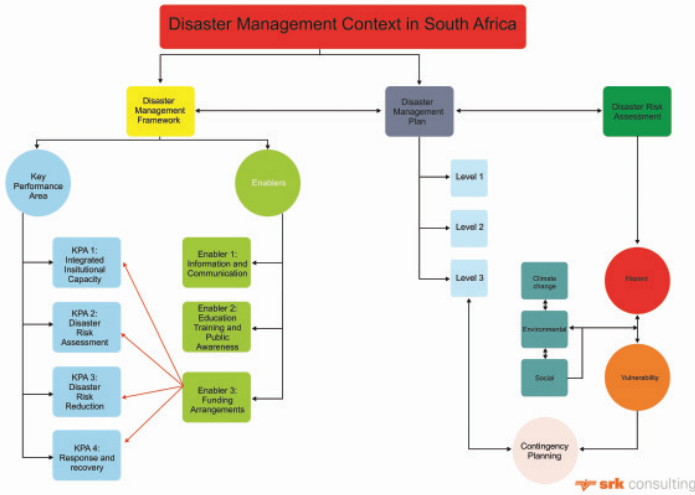 Disaster Management Context in South Africa
Disaster
Management
Framework
Disaster
Management
Plan
Disaster Risk
Assessment
Key
Performance
Area
Enablers
Level 1
Level 2
Level 3
KPA 1:
Integrated
Insitutional
Capacity
Enabler 1:
Information and
Communication
Climate
change
Hazard
KPA 2:
Disaster
Risk
Assessment
Enabler 2:
Education
Training and
Public
Awareness
Environmental
KPA 3:
Disaster
Risk
Reduction
Enabler 3:
Funding
Arrangements
Social
Vulnerability
KPA 4:
Response and
recovery
Contingency
Planning
srk consulting